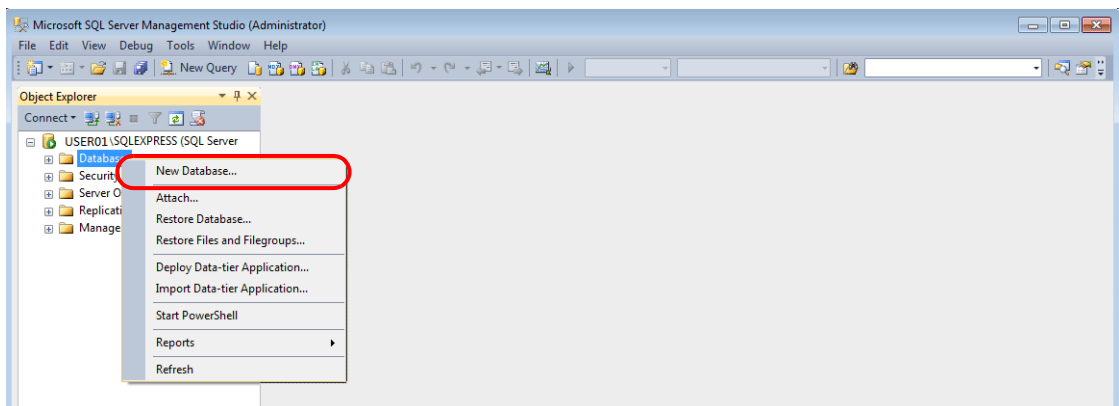 Microsoft SQL Server Management Studio (Administrator)
File Edit View Debug Tools Window Help
New Query
Object Explorer
Connect
USER01\SQLEXPRESS (SQL Server
Databas
Security
Server O
Replicati
Manage
New Database...
Attach...
Restore Database...
Restore Files and Filegroups...
Deploy Data-tier Application...
Import Data-tier Application...
Start PowerShell
Reports
Refresh